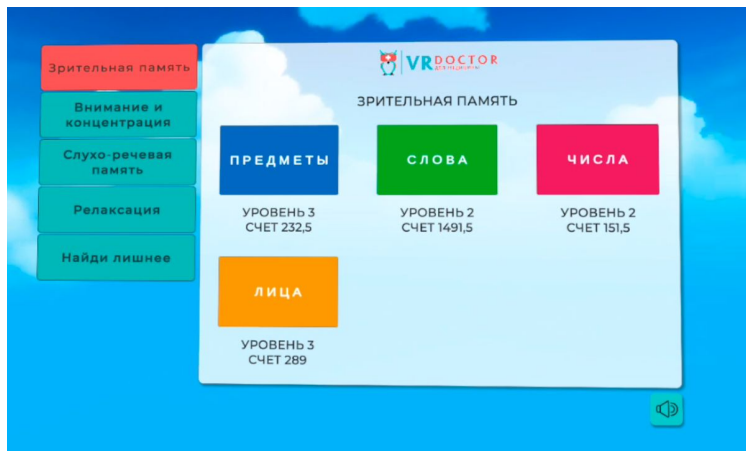 Зрительная память
Внимание и
концентрация
Слухо-речевая
память
Релаксация
Найди лишнее
VRDOCTOR
ЗРИТЕЛЬНАЯ ПАМЯТЬ
ПРЕДМЕТЫ
СЛОВА
ЧИСЛА
УРОВЕНЬ 3
СЧЕТ 232,5
УРОВЕНЬ 2
СЧЕТ 1491,5
УРОВЕНЬ 2
СЧЕТ 151,5
ЛИЦА
УРОВЕНЬ 3
СЧЕТ 289